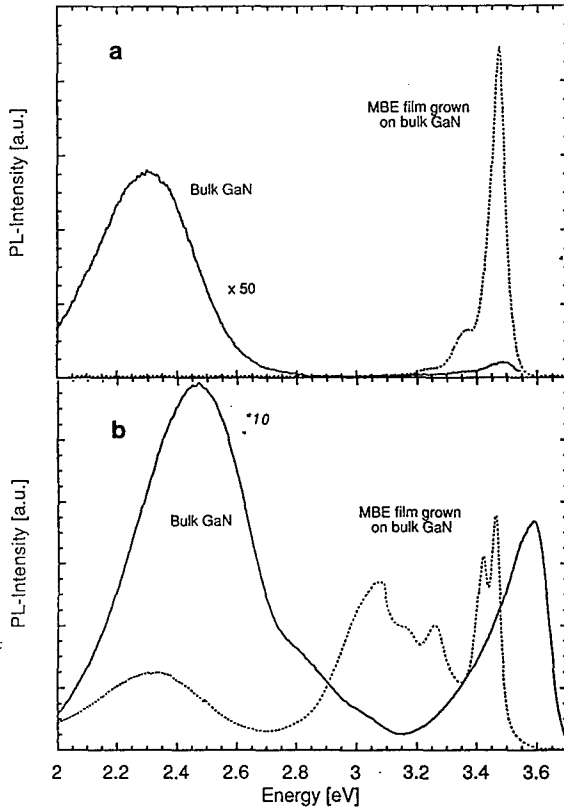 a
PL-Intensity [a.u.]
MBE film grown
on bulk GaN
Bulk GaN
x 50
b
*10
PL-Intensity [a.u.]
Bulk GaN
MBE film grown
on bulk GaN
2 2.2 2.4 2.6 2.8 3 3.2 3.4 3.6
Energy [eV]